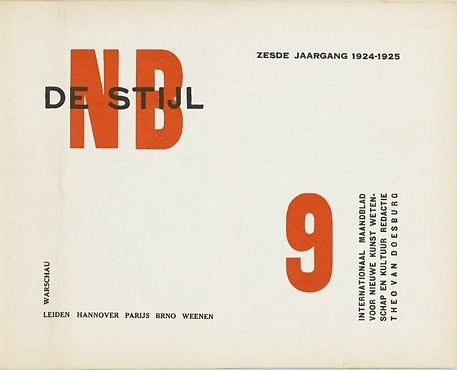 NB
DE STIJL
ZESDE JAARGANG 1924-1925
9
INTERNATIONAAL MAANDBLAD
VOOR NIEUWE KUNST WETEN-
SCHAP EN KULTUUR REDACTIE
THEO VAN DOESBURG
WARSCHAU
LEIDEN HANNOVER PARIJS BRNO WEENEN